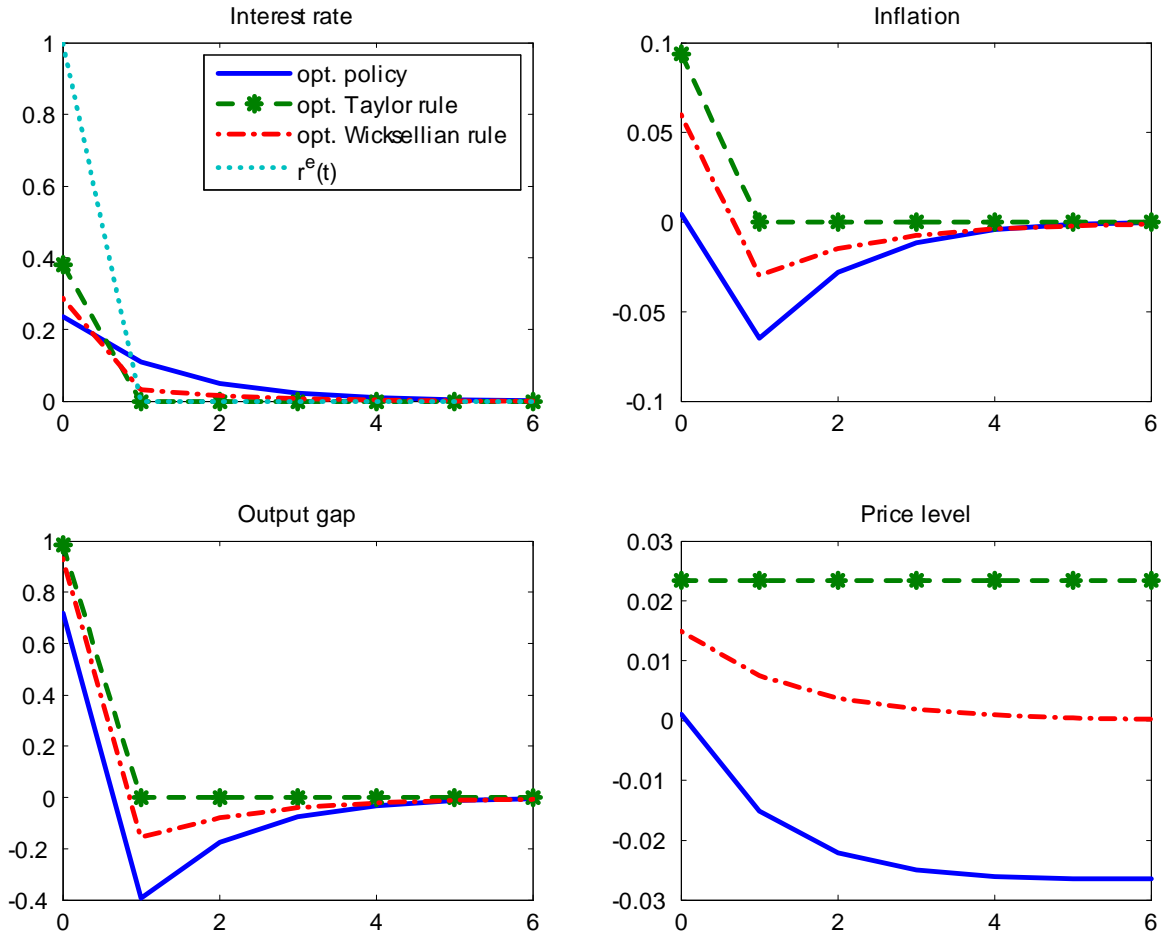 Interest rate
1
0.8
0.6
0.4
0.2
0
0 2 4 6
opt. policy
opt. Taylor rule
opt. Wicksellian rule
r^e(t)
Inflation
0.1
0.05
0
-0.05
-0.1
0 2 4 6
Output gap
1
0.8
0.6
0.4
0.2
0
-0.2
-0.4
0 2 4 6
Price level
0.03
0.02
0.01
0
-0.01
-0.02
-0.03
0 2 4 6